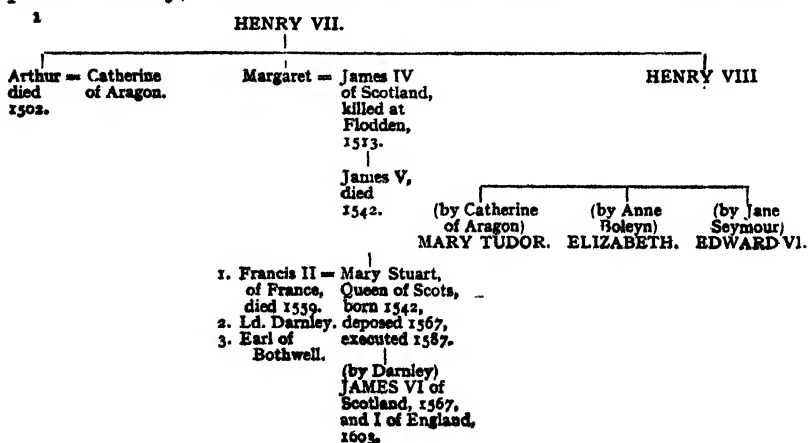 1
HENRY VII.
Arthur = Catherine
died of Aragon.
1502.
Margaret = James IV
of Scotland,
killed at
Flodden,
1513.
HENRY VIII
James V,
died
1542.
(by Catherine
of Aragon)
MARY TUDOR.
(by Anne
Boleyn)
ELIZABETH.
(by Jane
Seymour)
EDWARD VI.
1. Francis II = Mary Stuart,
of France, Queen of Scots,
died 1559. born 1542,
2. Ld. Darnley. deposed 1567,
3. Earl of executed 1587.
Bothwell.
(by Darnley)
JAMES VI of
Scotland, 1567,
and I of England,
1603.